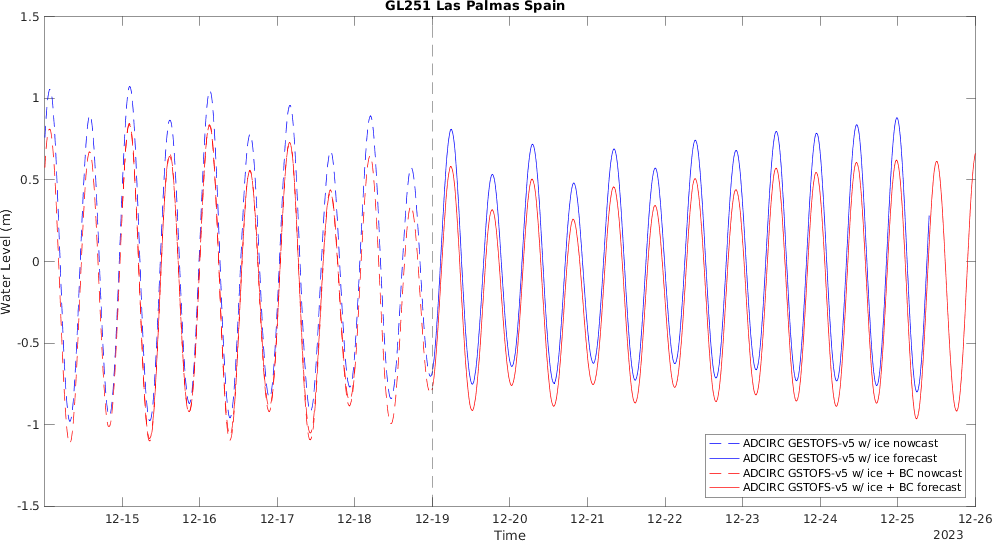 GL251 Las Palmas Spain
1.5
1
0.5
0
-0.5
-1
-1.5
Water Level (m)
12-15 12-16 12-17 12-18 12-19 12-20 12-21 12-22 12-23 12-24 12-25 12-26
Time
2023
ADCIRC GESTOFS-v5 w/ ice nowcast
ADCIRC GESTOFS-v5 w/ ice forecast
ADCIRC GSTOFS-v5 w/ ice + BC nowcast
ADCIRC GSTOFS-v5 w/ ice + BC forecast